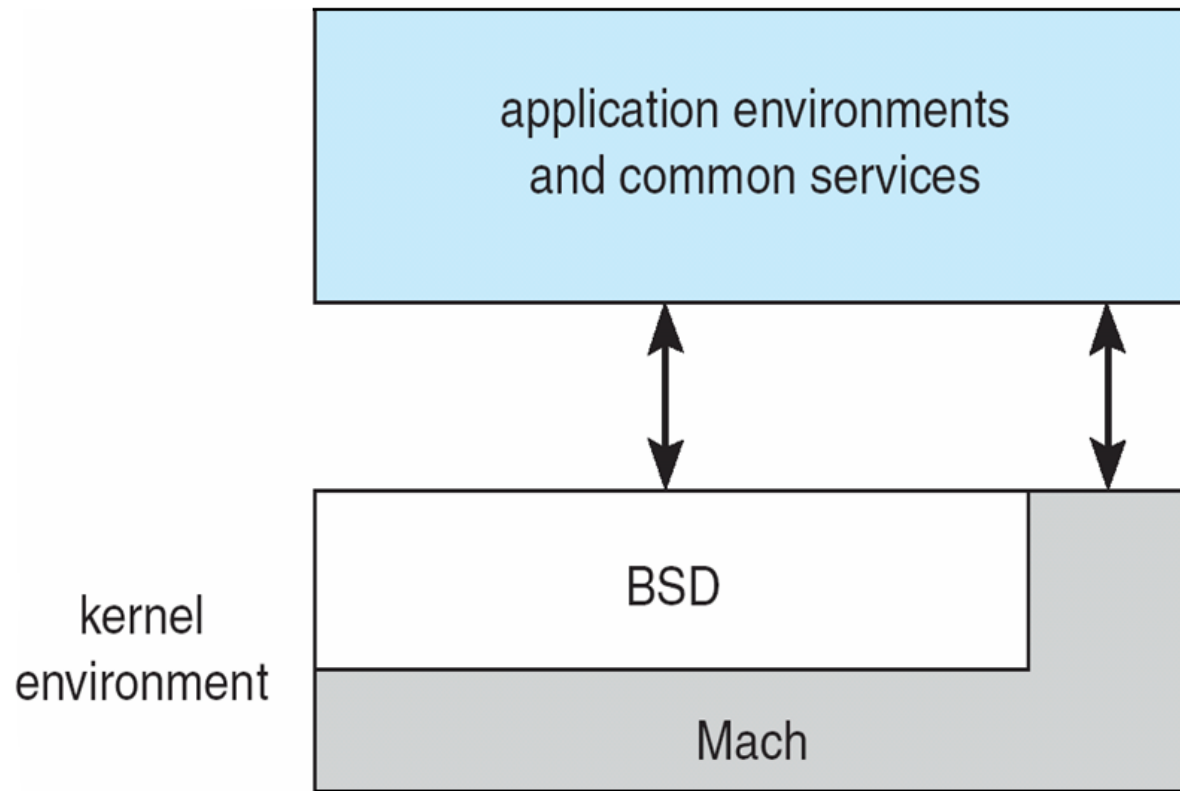 application environments
and common services
BSD
kernel
environment
Mach